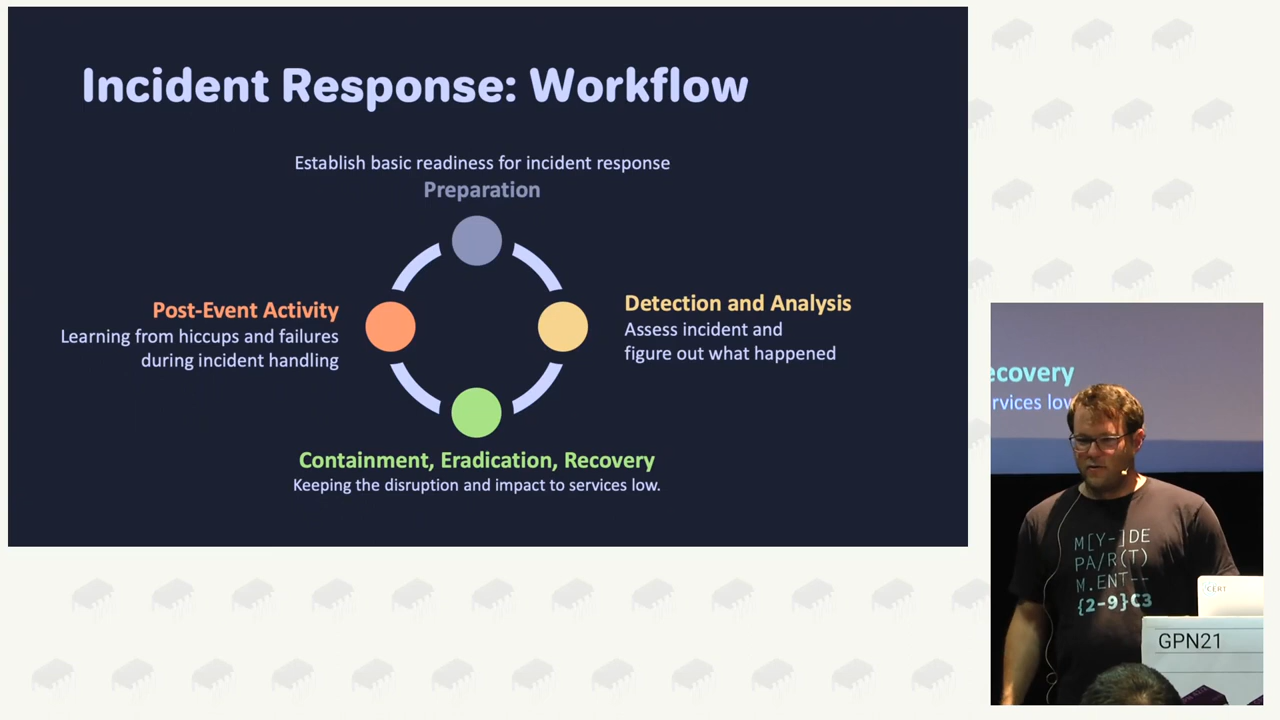 Incident Response: Workflow
Establish basic readiness for incident response
Preparation
Post-Event Activity
Learning from hiccups and failures
during incident handling
Detection and Analysis
Assess incident and
figure out what happened
Containment, Eradication, Recovery
Keeping the disruption and impact to services low.
ecovery
rvices low
M[Y-]DE
PA/R(T)
M.ENT--
{2-9}C3
CERT
GPN21